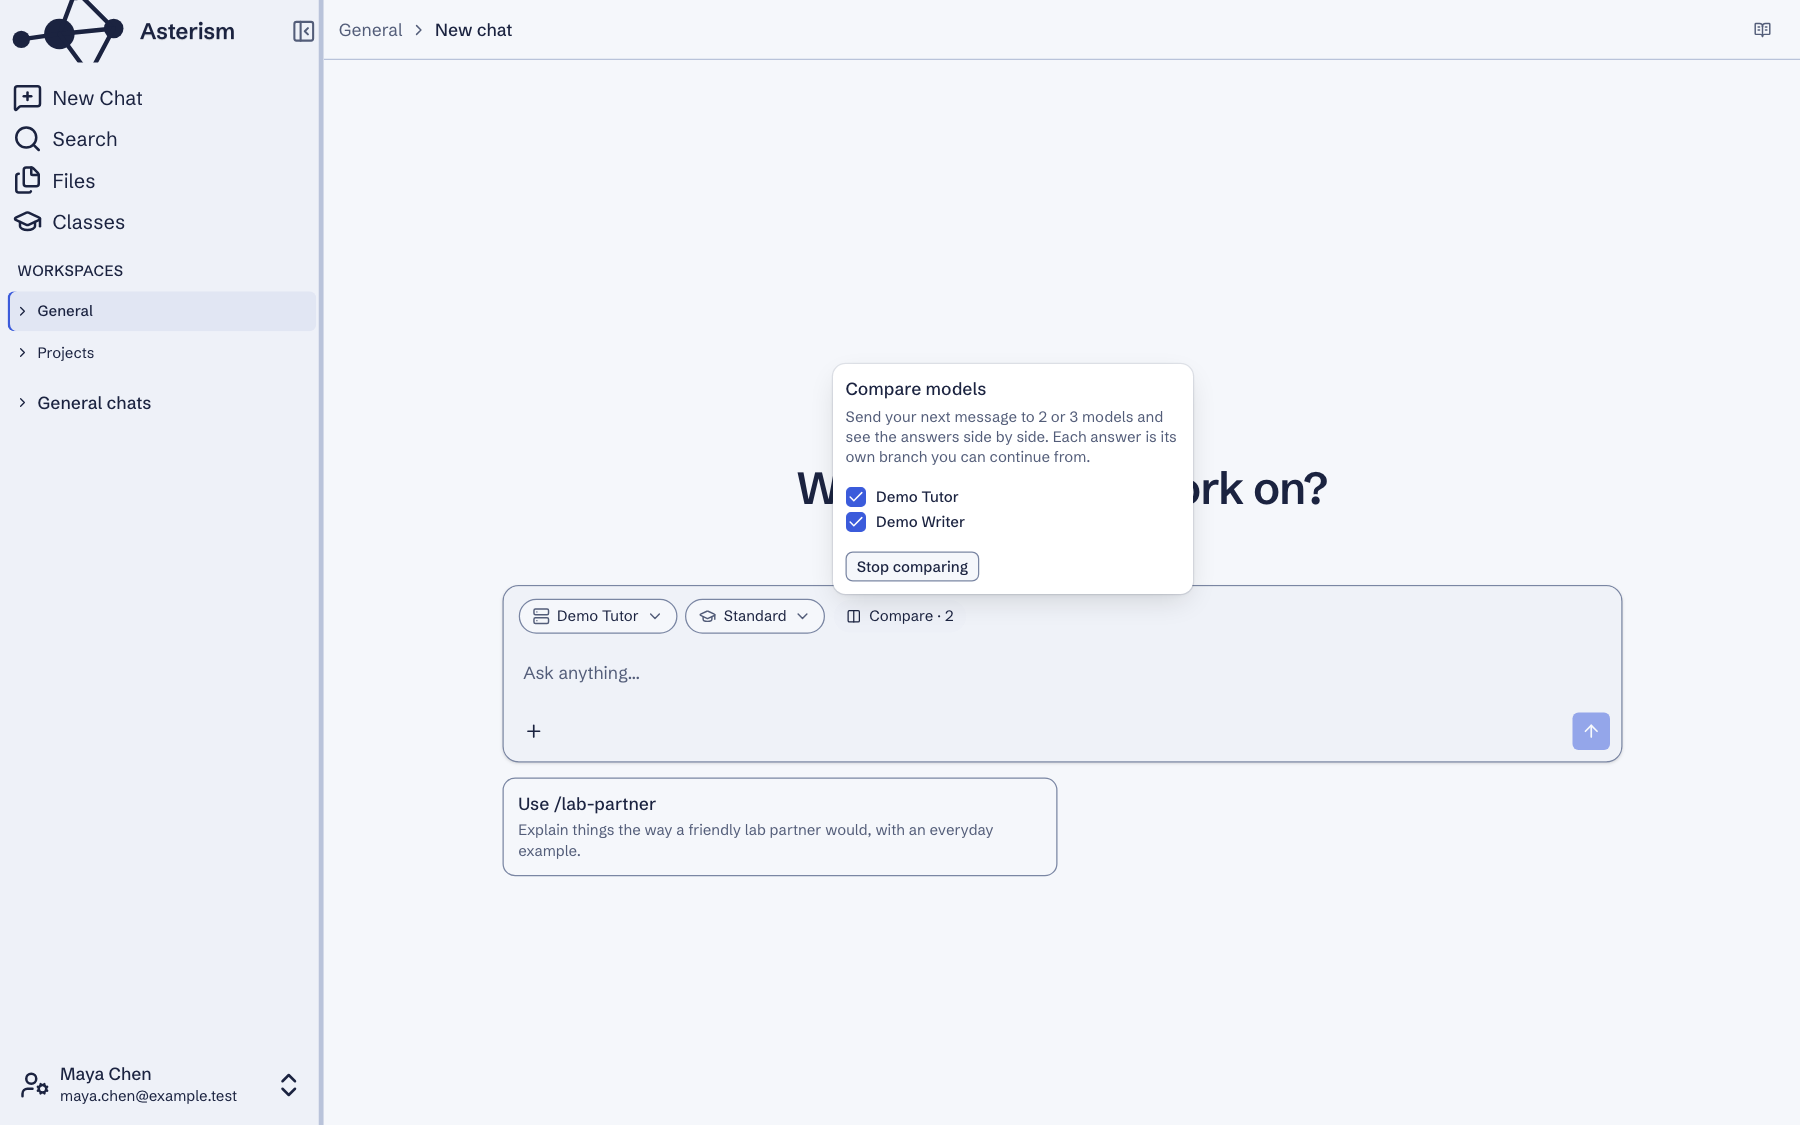 Asterism
General > New chat
New Chat
Search
Files
Classes
WORKSPACES
General
Projects
General chats
Compare models
Send your next message to 2 or 3 models and
see the answers side by side. Each answer is its
own branch you can continue from.
Demo Tutor
Demo Writer
Stop comparing
on?
Demo Tutor
Standard
Compare · 2
Ask anything...
Use /lab-partner
Explain things the way a friendly lab partner would, with an everyday
example.
Maya Chen
maya.chen@example.test